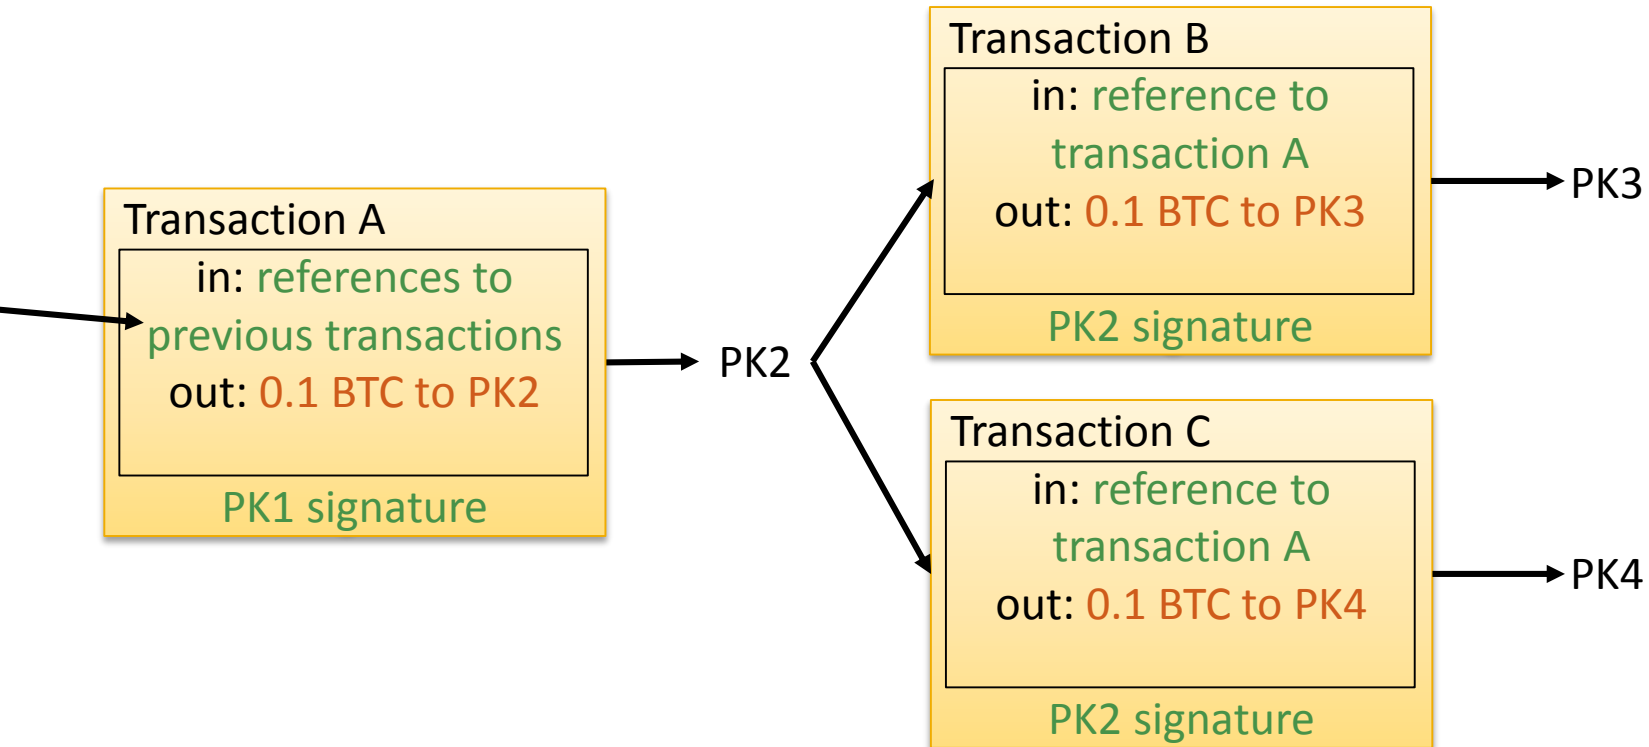 Transaction A
in: references to
previous transactions
out: 0.1 BTC to PK2
PK1 signature
PK2
Transaction B
in: reference to
transaction A
out: 0.1 BTC to PK3
PK2 signature
PK3
Transaction C
in: reference to
transaction A
out: 0.1 BTC to PK4
PK2 signature
PK4